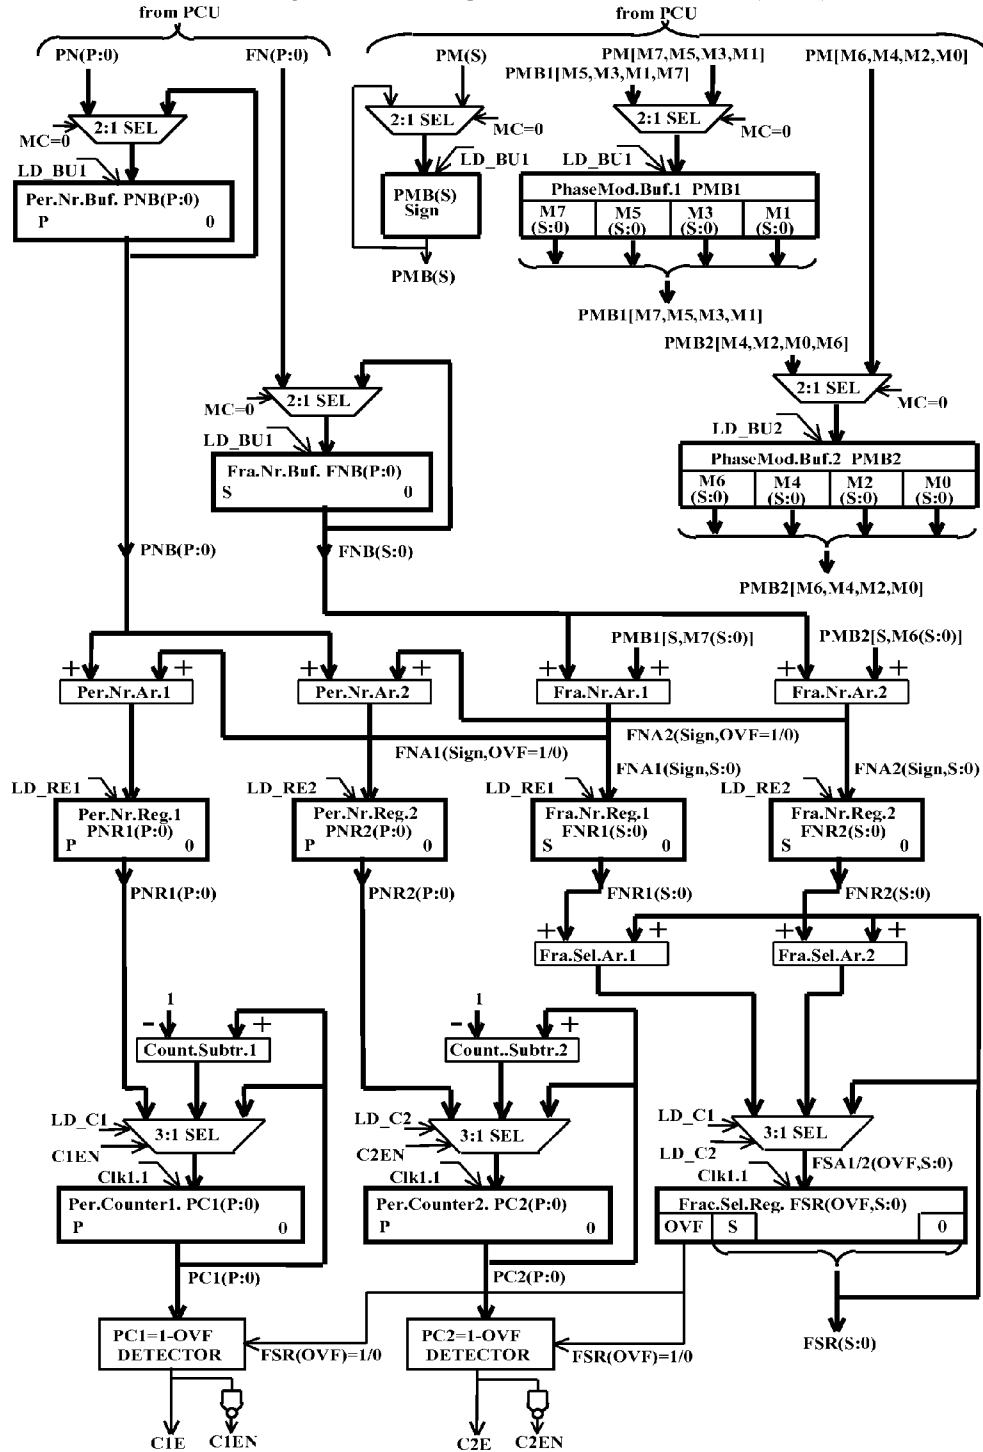 from PCU
from PCU
PN(P:0)
FN(P:0)
PM(S)
PM[M7,M5,M3,M1]
PM[M6,M4,M2,M0]
PMB1[M5,M3,M1,M7]
2:1 SEL
2:1 SEL
2:1 SEL
MC=0
MC=0
MC=0
LD_BU1
LD_BU1
LD_BU1
Per.Nr.Buf. PNB(P:0)
P 0
PMB(S)
Sign
PhaseMod.Buf.1 PMB1
M7 M5 M3 M1
(S:0) (S:0) (S:0) (S:0)
PMB(S)
PMB1[M7,M5,M3,M1]
PMB2[M4,M2,M0,M6]
2:1 SEL
2:1 SEL
MC=0
MC=0
LD_BU1
LD_BU2
Fra.Nr.Buf. FNB(P:0)
S 0
PhaseMod.Buf.2 PMB2
M6 M4 M2 M0
(S:0) (S:0) (S:0) (S:0)
PNB(P:0)
FNB(S:0)
PMB2[M6,M4,M2,M0]
PMB1[S,M7(S:0)]
PMB2[S,M6(S:0)]
+ + + + + + + +
Per.Nr.Ar.1
Per.Nr.Ar.2
Fra.Nr.Ar.1
Fra.Nr.Ar.2
FNA1(Sign,OVF=1/0)
FNA2(Sign,OVF=1/0)
FNA1(Sign,S:0)
FNA2(Sign,S:0)
LD_RE1
LD_RE2
LD_RE1
LD_RE2
Per.Nr.Reg.1
PNR1(P:0)
P 0
Per.Nr.Reg.2
PNR2(P:0)
P 0
Fra.Nr.Reg.1
FNR1(S:0)
S 0
Fra.Nr.Reg.2
FNR2(S:0)
S 0
PNR1(P:0)
PNR2(P:0)
FNR1(S:0)
FNR2(S:0)
+ + + +
Fra.Sel.Ar.1
Fra.Sel.Ar.2
1
1
- +
- +
Count.Subtr.1
Count..Subtr.2
LD_C1
C1EN
3:1 SEL
LD_C2
C2EN
3:1 SEL
LD_C1
LD_C2
3:1 SEL
FSA1/2(OVF,S:0)
Clk1.1
Clk1.1
Clk1.1
Per.Counter1. PC1(P:0)
P 0
Per.Counter2. PC2(P:0)
P 0
Frac.Sel.Reg. FSR(OVF,S:0)
OVF S 0
PC1(P:0)
PC2(P:0)
PC1=1-OVF
DETECTOR
FSR(OVF)=1/0
PC2=1-OVF
DETECTOR
FSR(OVF)=1/0
FSR(S:0)
C1E
C1EN
C2E
C2EN